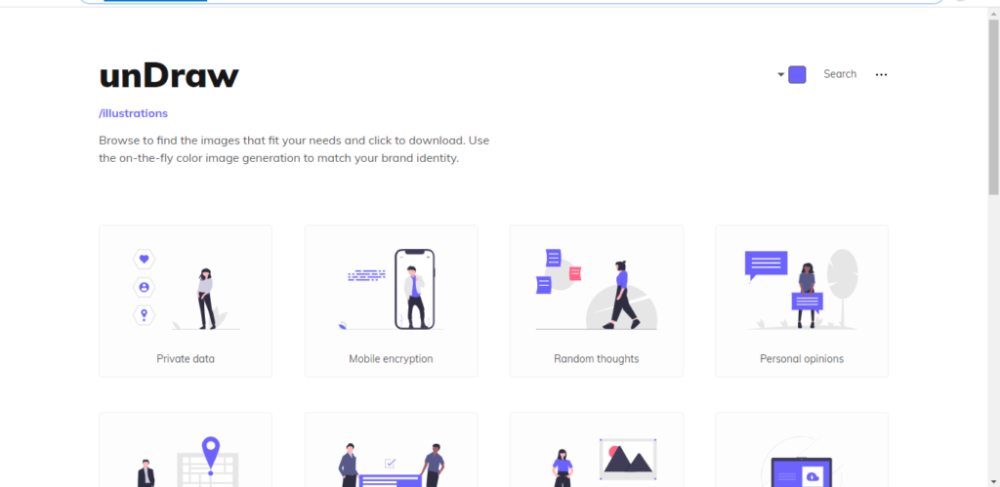 unDraw
Search
/illustrations
Browse to find the images that fit your needs and click to download. Use
the on-the-fly color image generation to match your brand identity.
Private data
Mobile encryption
Random thoughts
Personal opinions